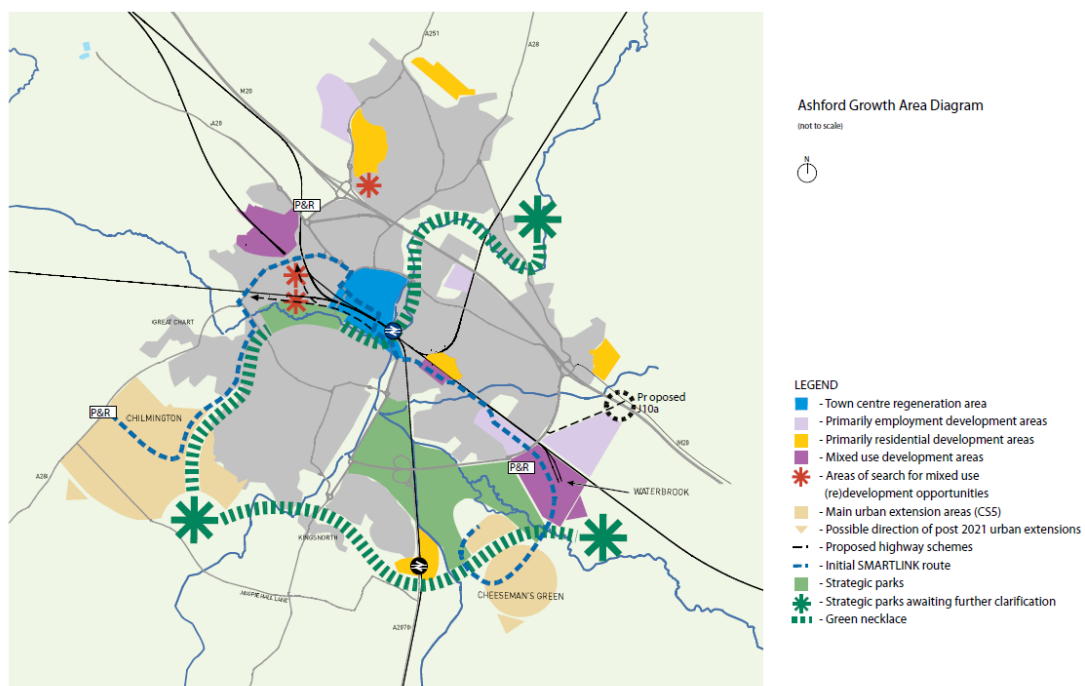 A251
A28
M20
A20
P&R
GREAT CHART
P&R
CHILMINGTON
A28
KINGSNORTH
P&R
WATERBROOK
Proposed
J10a
M20
CHEESEMAN'S GREEN
A2070
Ashford Growth Area Diagram
(not to scale)
N
LEGEND
- Town centre regeneration area
- Primarily employment development areas
- Primarily residential development areas
- Mixed use development areas
- Areas of search for mixed use
(re)development opportunities
- Main urban extension areas (CS5)
- Possible direction of post 2021 urban extensions
- Proposed highway schemes
- Initial SMARTLINK route
- Strategic parks
- Strategic parks awaiting further clarification
- Green necklace